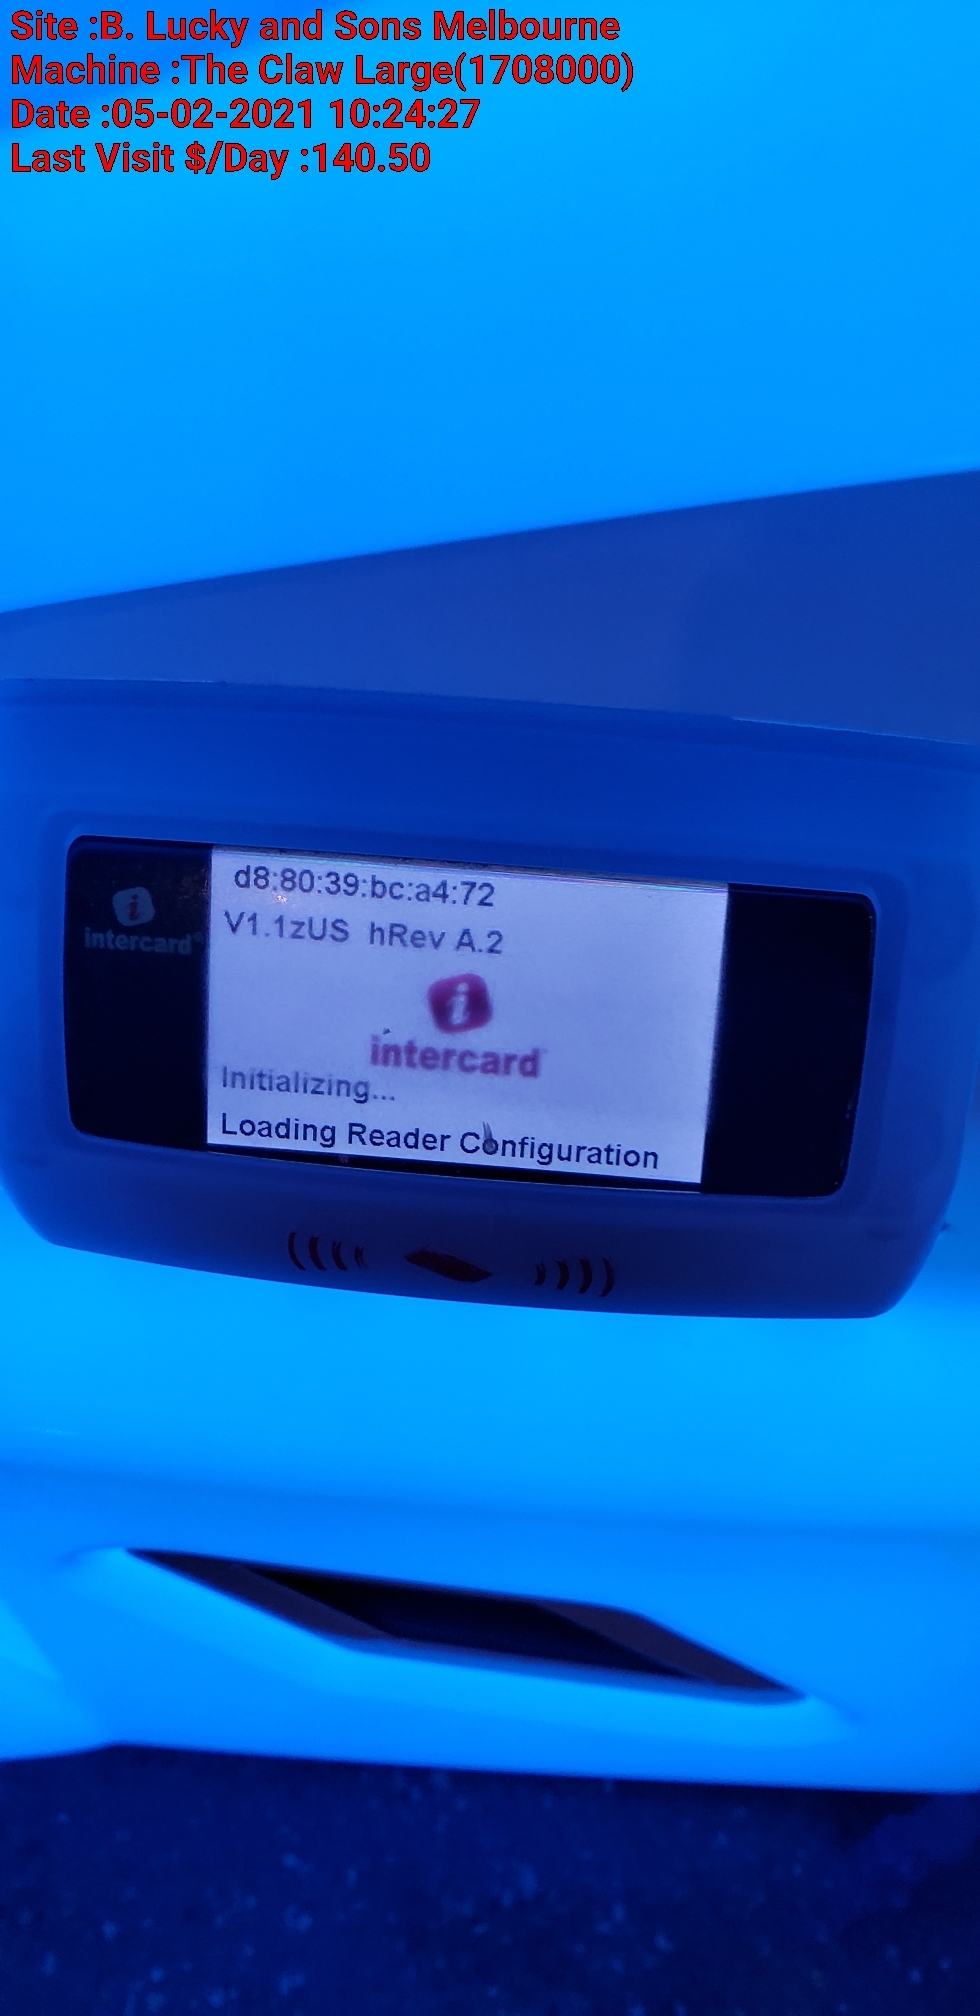 Site :B. Lucky and Sons Melbourne
Machine :The Claw Large(1708000)
Date :05-02-2021 10:24:27
Last Visit $/Day :140.50
d8:80:39:bc:a4:72
intercard®
V1.1zUS hRev A.2
i
intercard
Initializing...
Loading Reader Configuration